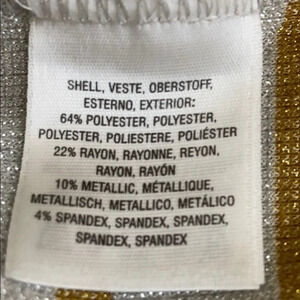 SHELL, VESTE, OBERSTOFF,
ESTERNO, EXTERIOR:
64% POLYESTER, POLYESTER,
POLYESTER, POLIESTERE, POLIÉSTER
22% RAYON, RAYONNE, REYON,
RAYON, RAYÓN
10% METALLIC, MÉTALLIQUE,
METALLISCH, METALLICO, METÁLICO
4% SPANDEX, SPANDEX, SPANDEX,
SPANDEX, SPANDEX